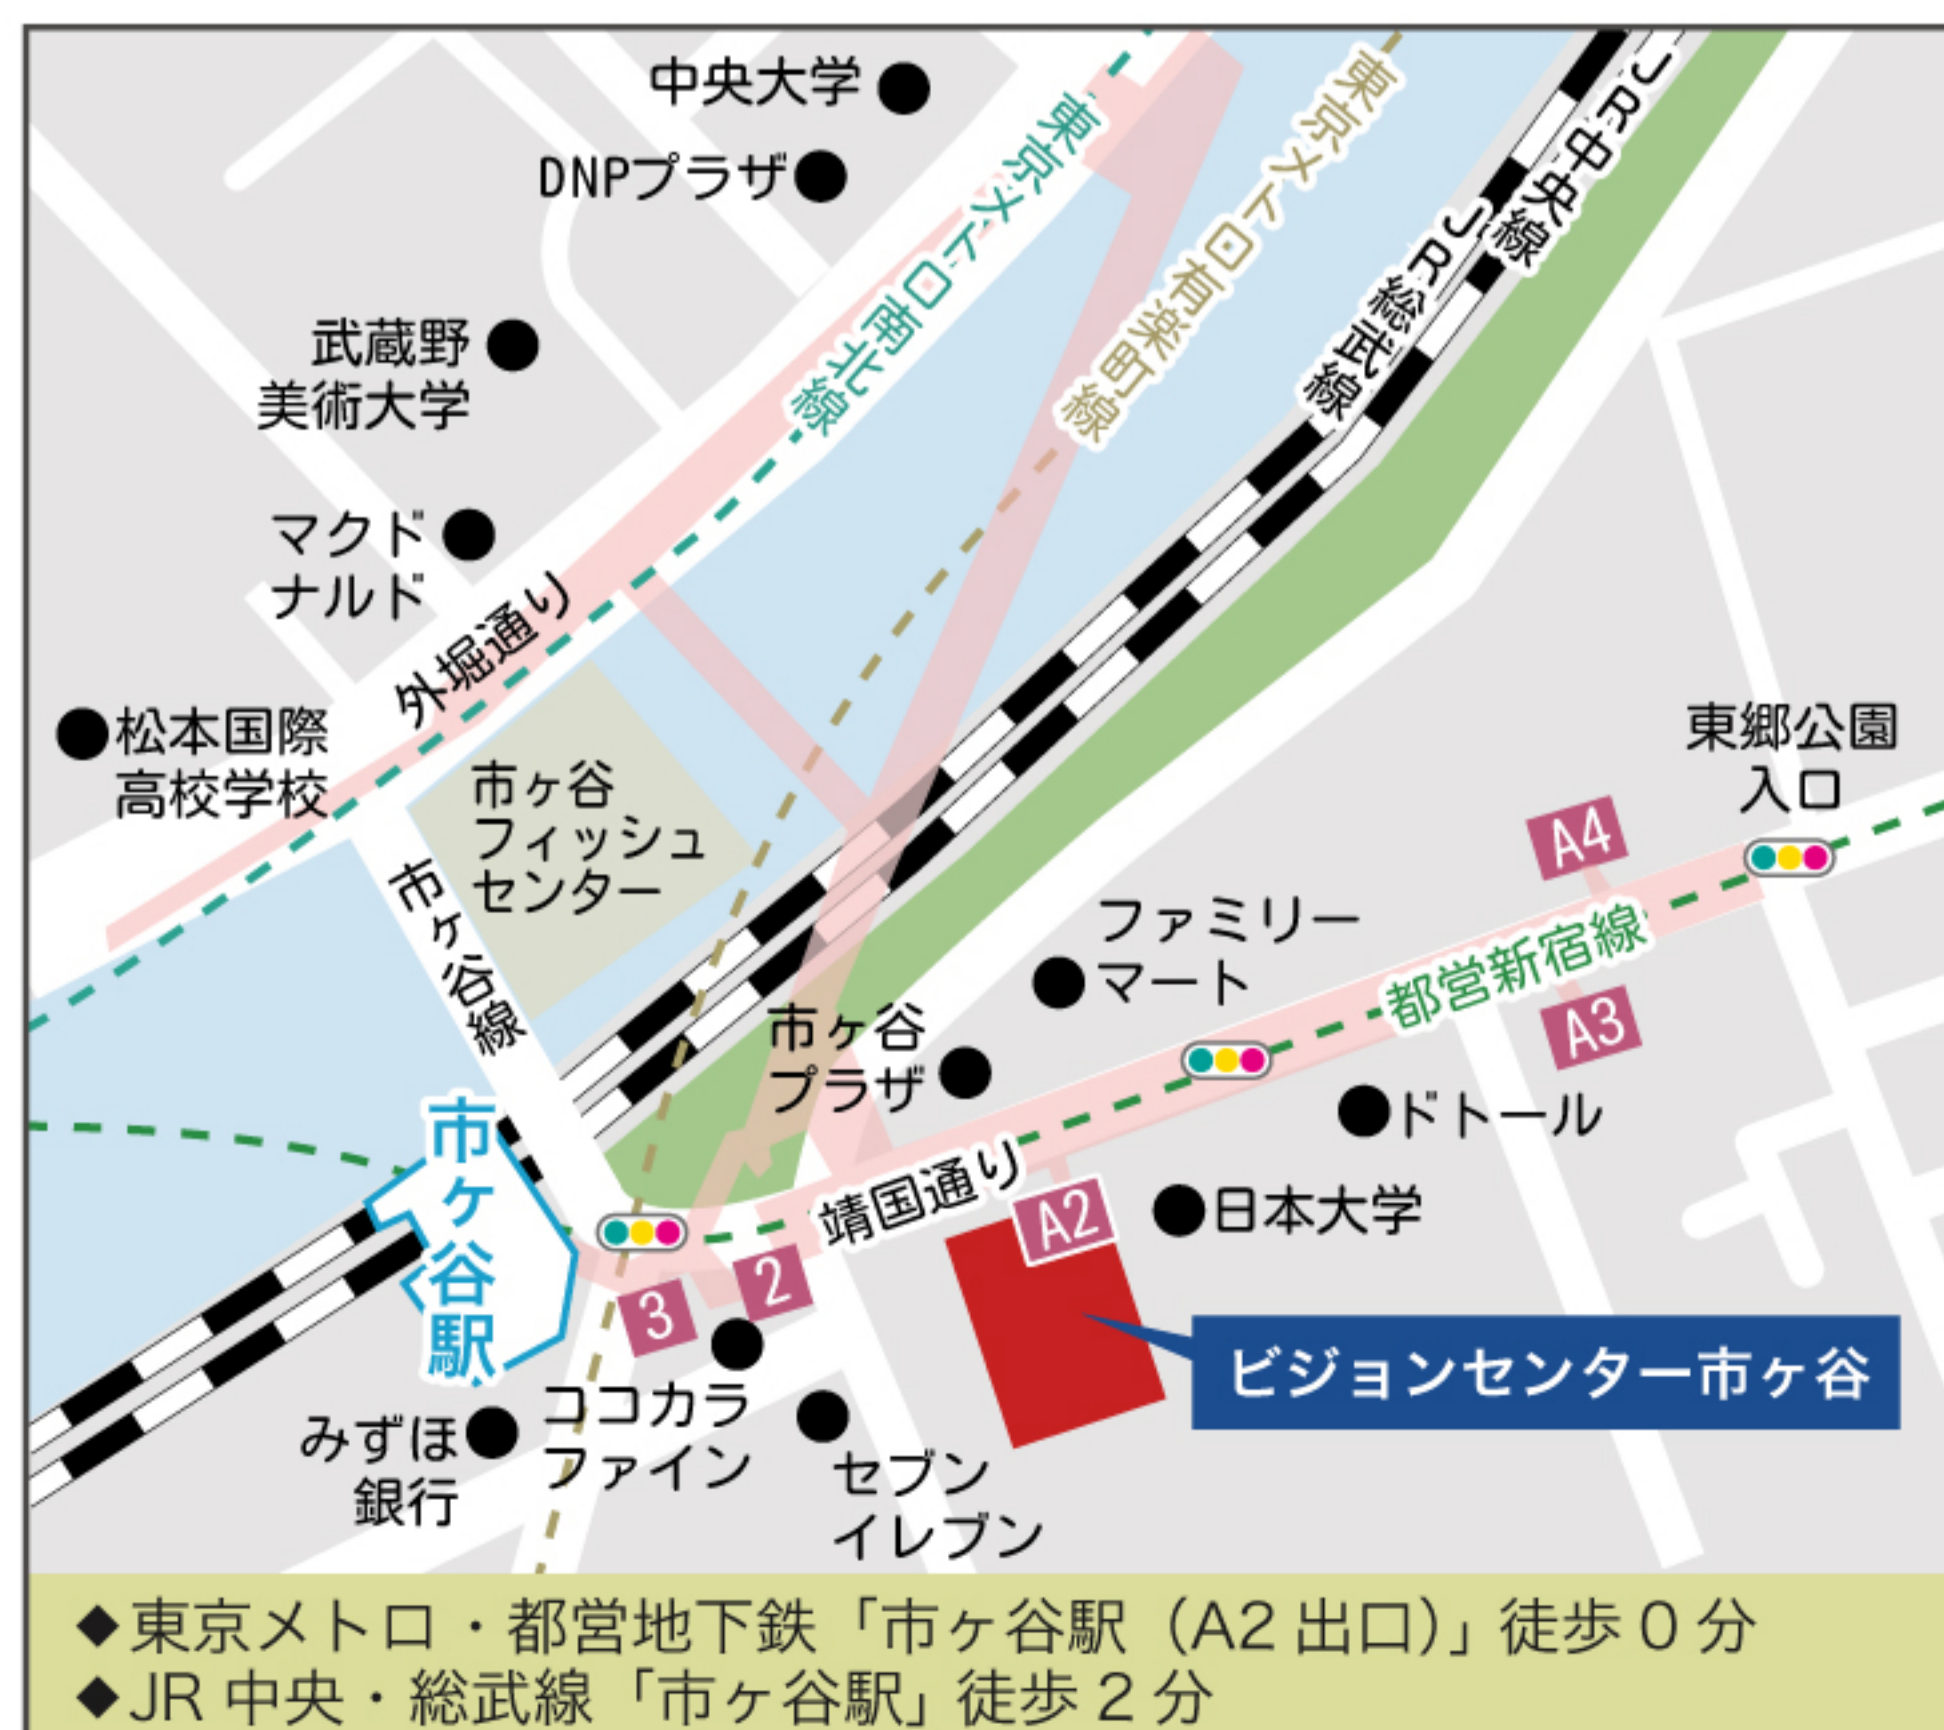 中央大学
DNPプラザ
東京メトロ南北線
東京メトロ有楽町線
JR中央線
JR総武線
武蔵野
美術大学
マクド
ナルド
外堀通り
松本国際
高校学校
市ヶ谷
フィッシュ
センター
市ヶ谷線
東郷公園
入口
A4
都営新宿線
A3
ファミリー
マート
市ヶ谷
プラザ
ドトール
靖国通り
A2
日本大学
市ヶ谷駅
3
2
ビジョンセンター市ヶ谷
ココカラ
ファイン
みずほ
銀行
セブン
イレブン
◆東京メトロ・都営地下鉄「市ヶ谷駅（A2出口）」徒歩0分
◆JR中央・総武線「市ヶ谷駅」徒歩2分